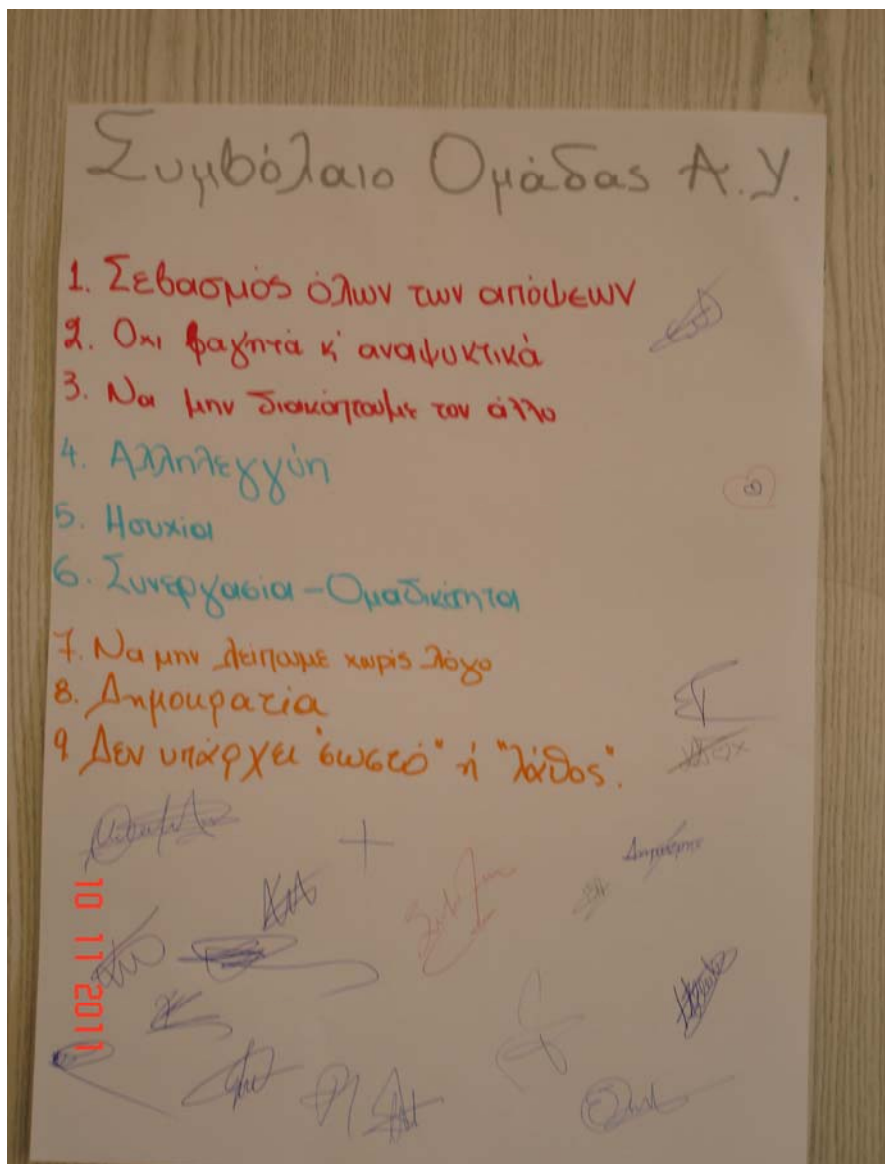 Συμβόλαιο Ομάδας Α.Υ.
1. Σεβασμός όλων των απόψεων
2. Οχι φαγητά κ' αναψυκτικά
3. Να μην διακόπτουμε τον άλλο
4. Αλληλεγγύη
5. Ησυχία
6. Συνεργασία - Ομαδικότητα
7. Να μην λείπουμε χωρίς λόγο
8. Δημοκρατία
9 Δεν υπάρχει "σωστό" ή "λάθος".
10 11 2011